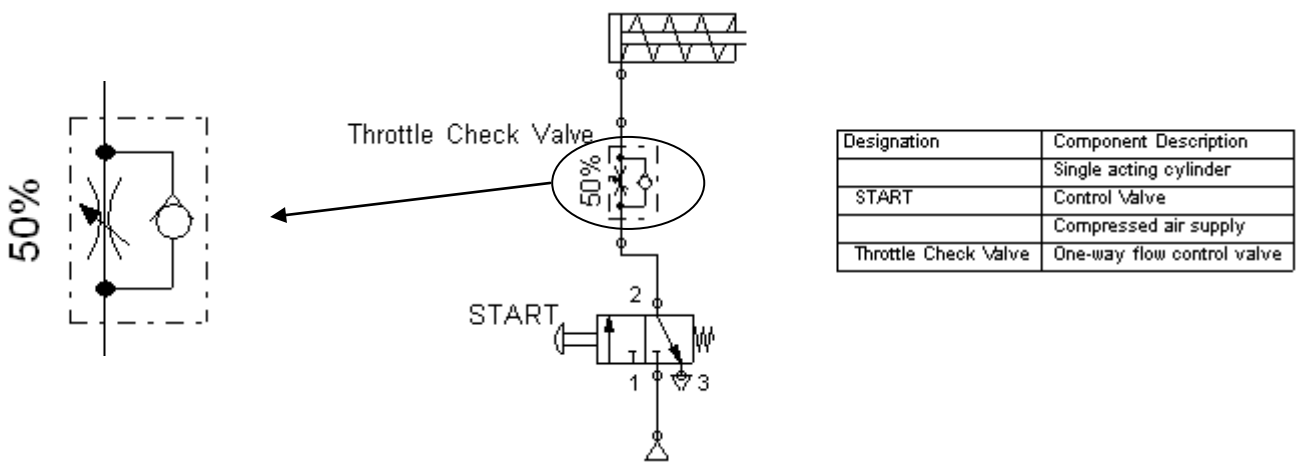 50%
Throttle Check Valve
50%
START
2
1
3
Designation Component Description
Single acting cylinder
START Control Valve
Compressed air supply
Throttle Check Valve One-way flow control valve